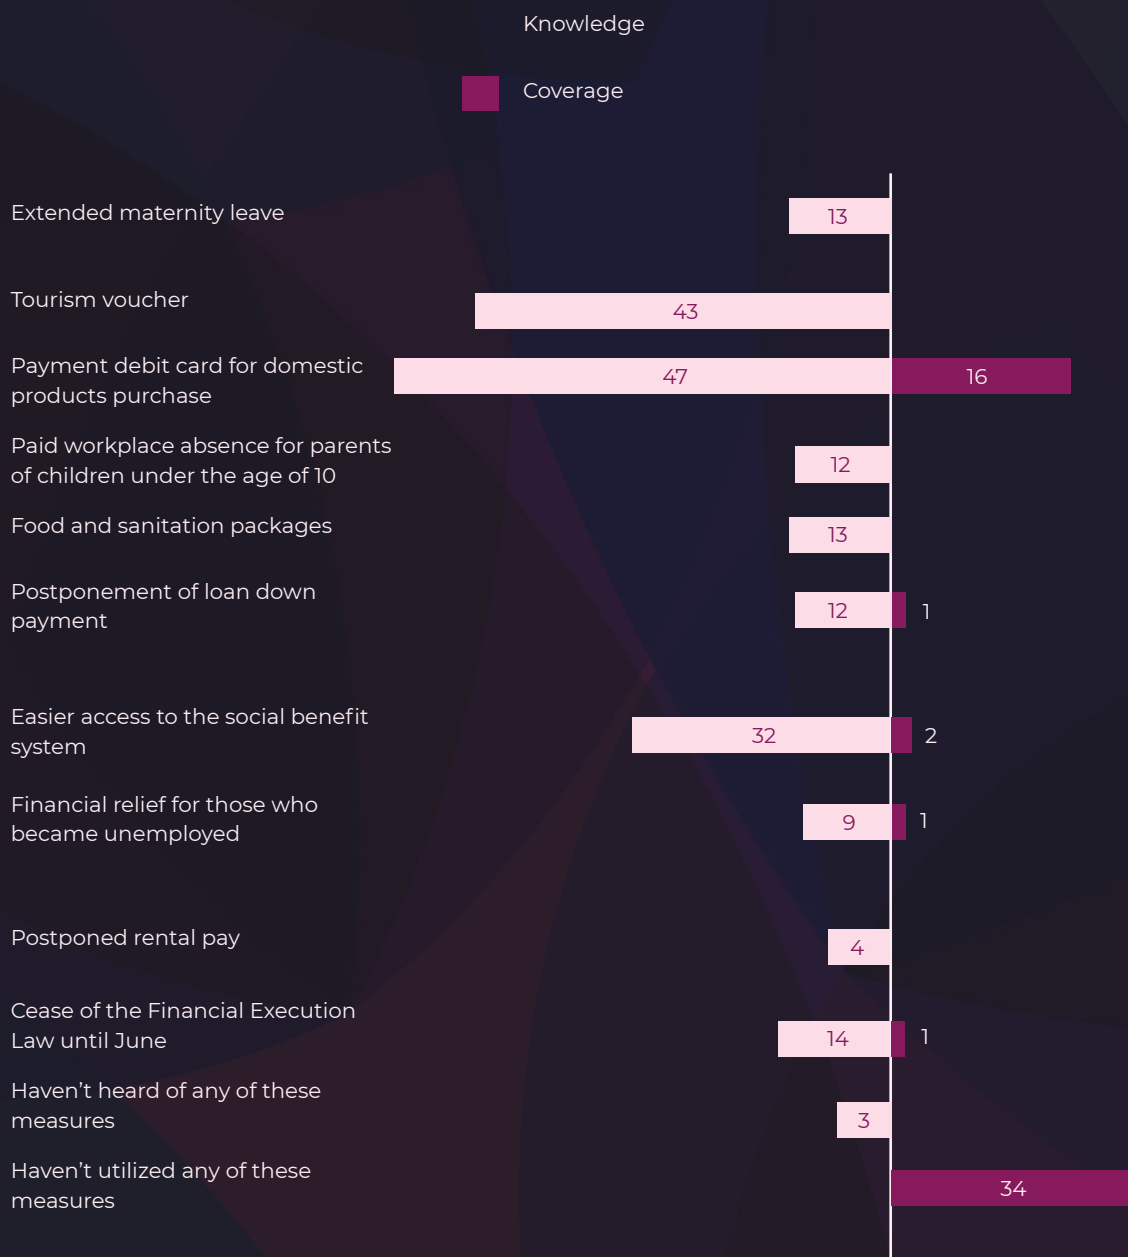 Knowledge
Coverage
Extended maternity leave
13
Tourism voucher
43
Payment debit card for domestic
products purchase
47
16
Paid workplace absence for parents
of children under the age of 10
12
Food and sanitation packages
13
Postponement of loan down
payment
12
1
Easier access to the social benefit
system
32
2
Financial relief for those who
became unemployed
9
1
Postponed rental pay
4
Cease of the Financial Execution
Law until June
14
1
Haven’t heard of any of these
measures
3
Haven’t utilized any of these
measures
34